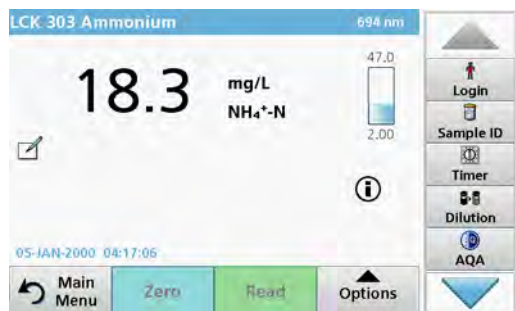 LCK 303 Ammonium 694 nm
47.0
18.3 mg/L
NH₄⁺-N
2.00
05-JAN-2000 04:17:06
Main Menu
Zero
Read
Options
Login
Sample ID
Timer
Dilution
AQA